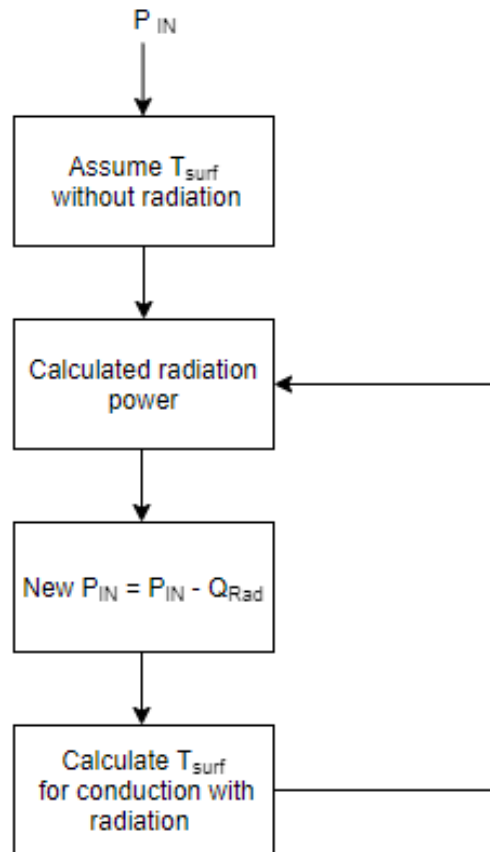 P IN
Assume Tsurf
without radiation
Calculated radiation
power
New PIN = PIN - QRad
Calculate Tsurf
for conduction with
radiation